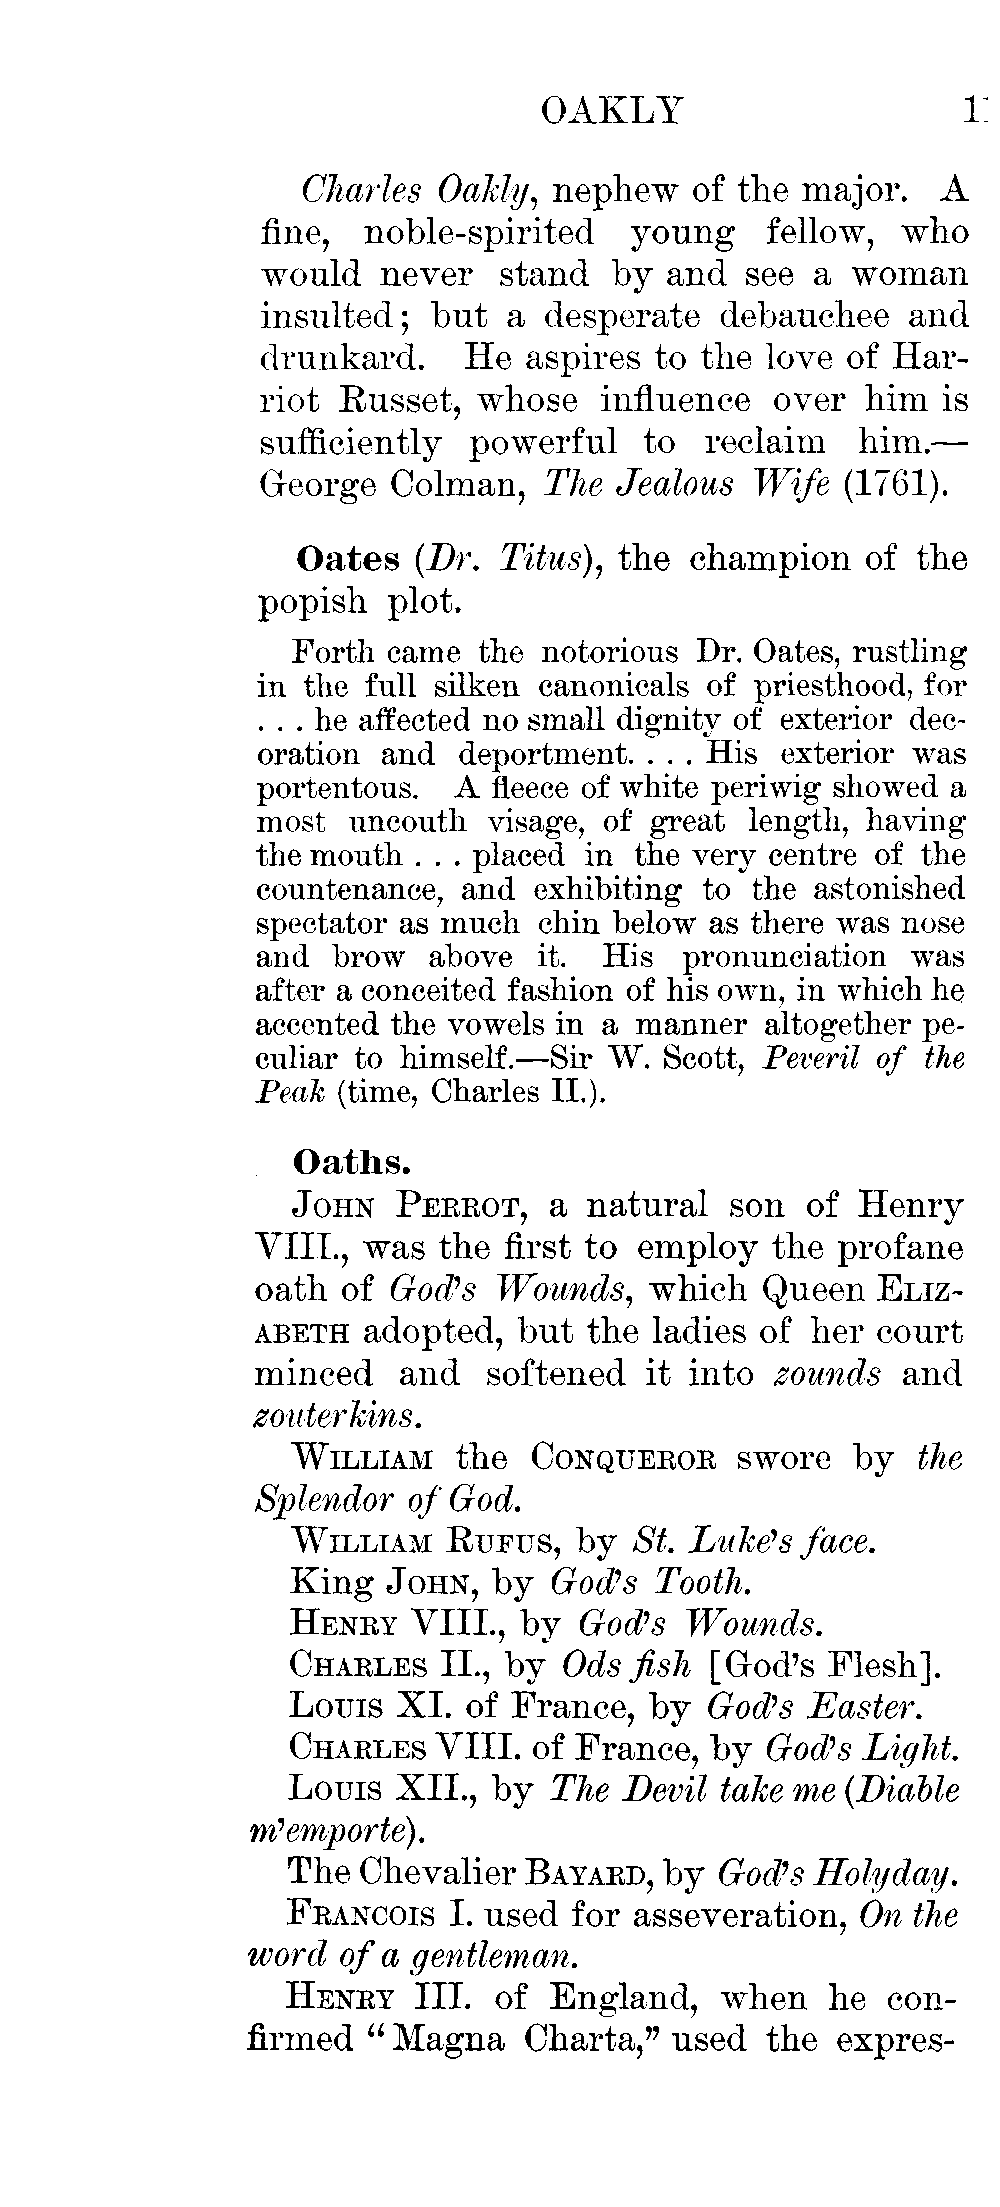 OAKLY
Charles Oakly, nephew of the major. A
fine, noble-spirited young fellow, who
would never stand by and see a woman
insulted; but a desperate debauchee and
drunkard. He aspires to the love of Har-
riot Russet, whose influence over him is
sufficiently powerful to reclaim him.—
George Colman, The Jealous Wife (1761).
Oates (Dr. Titus), the champion of the
popish plot.
Forth came the notorious Dr. Oates, rustling
in the full silken canonicals of priesthood, for
. . . he affected no small dignity of exterior dec-
oration and deportment. . . . His exterior was
portentous. A fleece of white periwig showed a
most uncouth visage, of great length, having
the mouth . . . placed in the very centre of the
countenance, and exhibiting to the astonished
spectator as much chin below as there was nose
and brow above it. His pronunciation was
after a conceited fashion of his own, in which he
accented the vowels in a manner altogether pe-
culiar to himself.—Sir W. Scott, Peveril of the
Peak (time, Charles II.).
Oaths.
JOHN PERROT, a natural son of Henry
VIII., was the first to employ the profane
oath of God's Wounds, which Queen ELIZ-
ABETH adopted, but the ladies of her court
minced and softened it into zounds and
zouterkins.
WILLIAM the CONQUEROR swore by the
Splendor of God.
WILLIAM RUFUS, by St. Luke's face.
King JOHN, by God's Tooth.
HENRY VIII., by God's Wounds.
CHARLES II., by Ods fish [God's Flesh].
LOUIS XI. of France, by God's Easter.
CHARLES VIII. of France, by God's Light.
LOUIS XII., by The Devil take me (Diable
m'emporte).
The Chevalier BAYARD, by God's Holyday.
FRANCOIS I. used for asseveration, On the
word of a gentleman.
HENRY III. of England, when he con-
firmed "Magna Charta," used the expres-